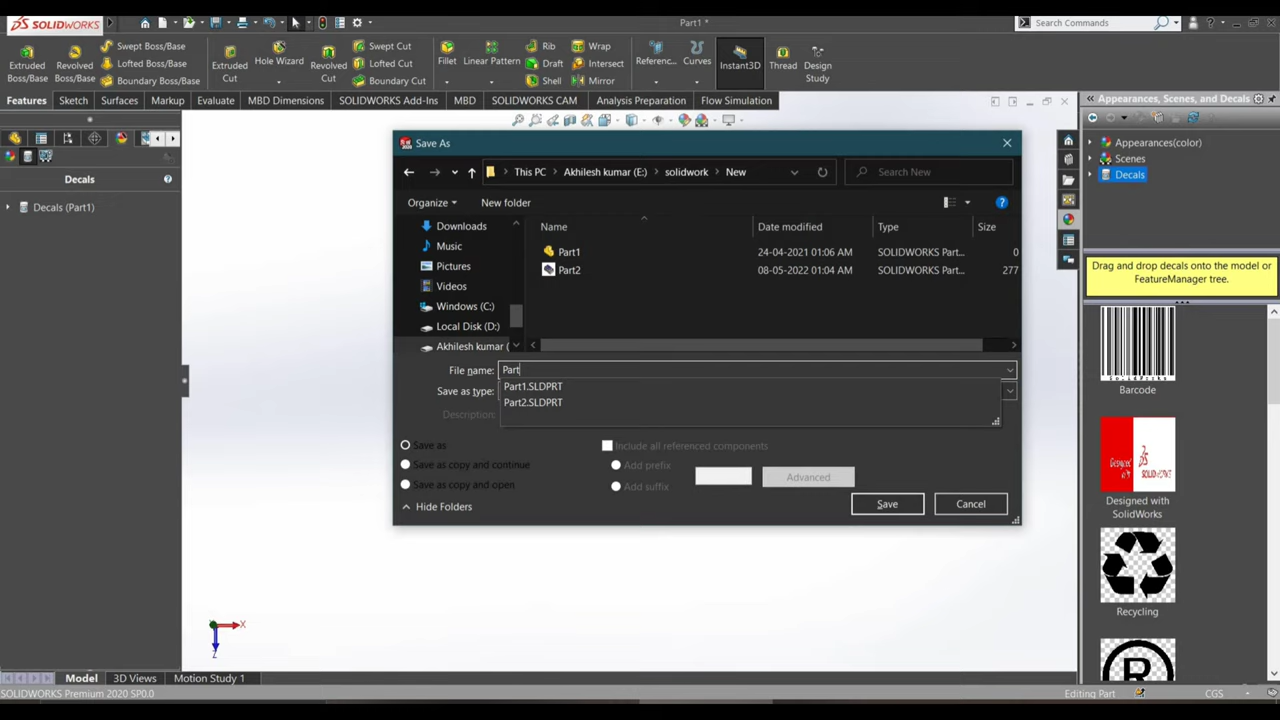 SOLIDWORKS
Part1 *
Search Commands
Extruded Boss/Base
Revolved Boss/Base
Swept Boss/Base
Lofted Boss/Base
Boundary Boss/Base
Extruded Cut
Hole Wizard
Revolved Cut
Swept Cut
Lofted Cut
Boundary Cut
Fillet
Linear Pattern
Rib
Draft
Shell
Wrap
Intersect
Mirror
Referenc...
Curves
Instant3D
Thread
Design Study
Features
Sketch
Surfaces
Markup
Evaluate
MBD Dimensions
SOLIDWORKS Add-Ins
MBD
SOLIDWORKS CAM
Analysis Preparation
Flow Simulation
Decals
Decals (Part1)
Save As
This PC
Akhilesh kumar (E:)
solidwork
New
Search New
Organize
New folder
Downloads
Music
Pictures
Videos
Windows (C:)
Local Disk (D:)
Akhilesh kumar (
Name
Date modified
Type
Size
Part1
24-04-2021 01:06 AM
SOLIDWORKS Part...
0
Part2
08-05-2022 01:04 AM
SOLIDWORKS Part...
277
File name:
Part
Part1.SLDPRT
Part2.SLDPRT
Save as type:
Description:
Save as
Save as copy and continue
Save as copy and open
Include all referenced components
Add prefix
Add suffix
Advanced
Hide Folders
Save
Cancel
Appearances, Scenes, and Decals
Appearances(color)
Scenes
Decals
Drag and drop decals onto the model or
FeatureManager tree.
SolidWorks
Barcode
Designed with
SolidWorks
Recycling
R
X
Z
Model
3D Views
Motion Study 1
SOLIDWORKS Premium 2020 SP0.0
Editing Part
CGS